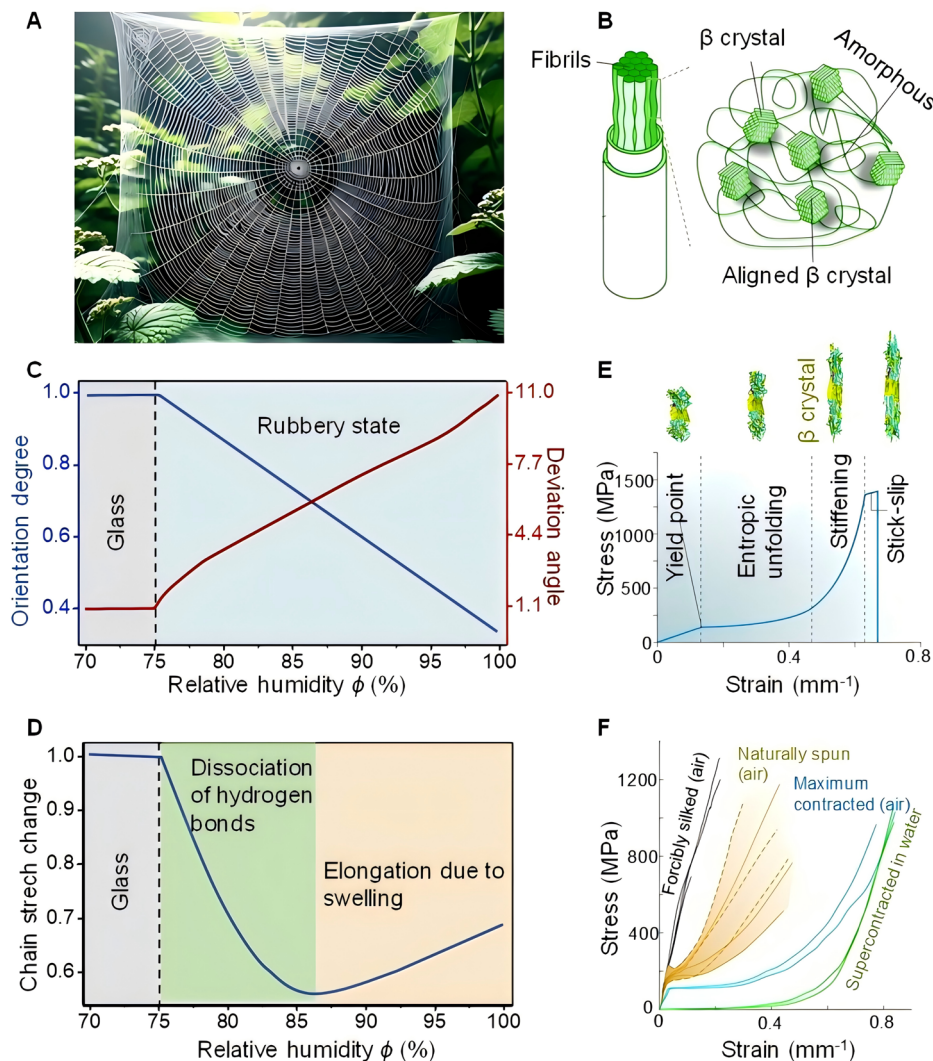 A
B
Fibrils
β crystal
Amorphous
Aligned β crystal
C
1.0
0.8
0.6
0.4
Orientation degree
Glass
Rubbery state
11.0
7.7
4.4
1.1
Deviation angle
70 75 80 85 90 95 100
Relative humidity ϕ (%)
D
1.0
0.9
0.8
0.7
0.6
Chain strech change
Glass
Dissociation
of hydrogen
bonds
Elongation due to
swelling
70 75 80 85 90 95 100
Relative humidity ϕ (%)
E
β crystal
1500
1000
500
0
Stress (MPa)
Yield point
Entropic
unfolding
Stiffening
Stick-slip
0 0.4 0.8
Strain (mm⁻¹)
F
1200
800
400
0
Stress (MPa)
Forcibly silked (air)
Naturally spun
(air)
Maximum
contracted (air)
Supercontracted in water
0 0.4 0.8
Strain (mm⁻¹)